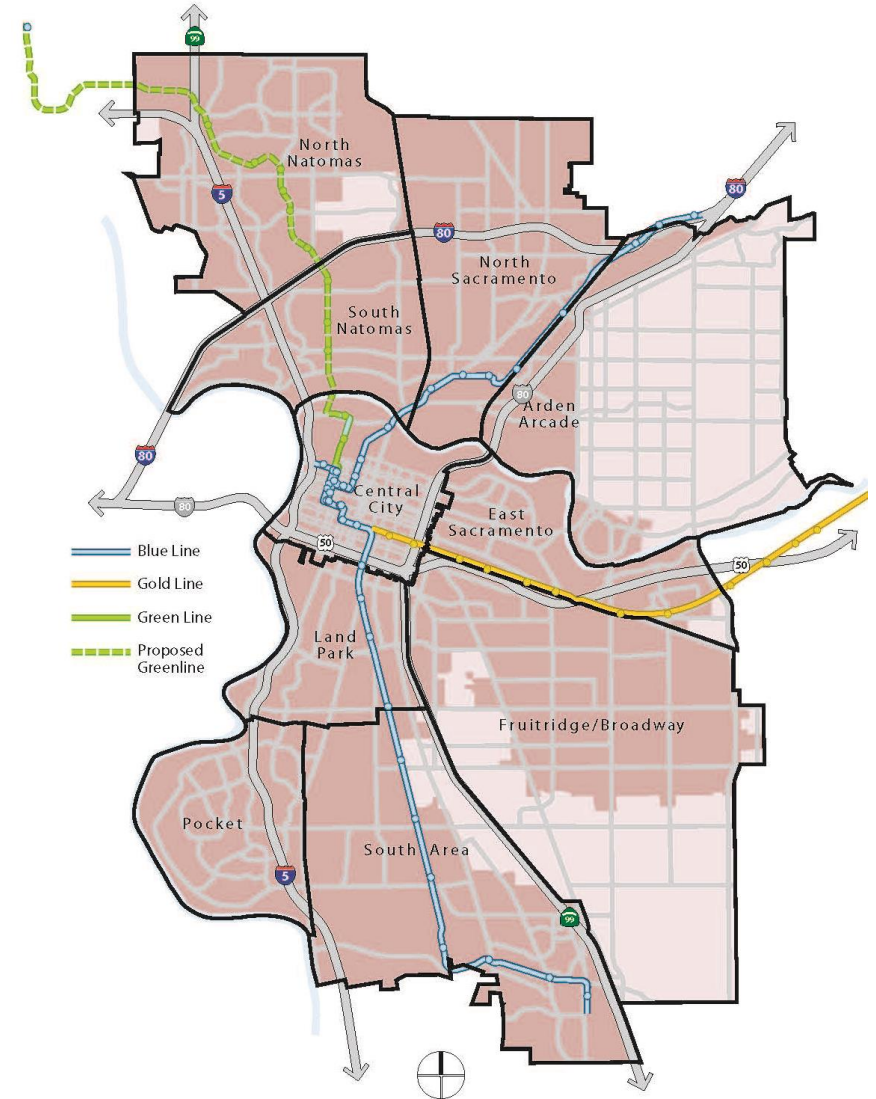 99
North
Natomas
5
80
80
North
Sacramento
South
Natomas
80
Arden
Arcade
80
80
Central
City
East
Sacramento
50
50
Blue Line
Gold Line
Green Line
Proposed
Greenline
Land
Park
Fruitridge/Broadway
Pocket
South Area
5
99